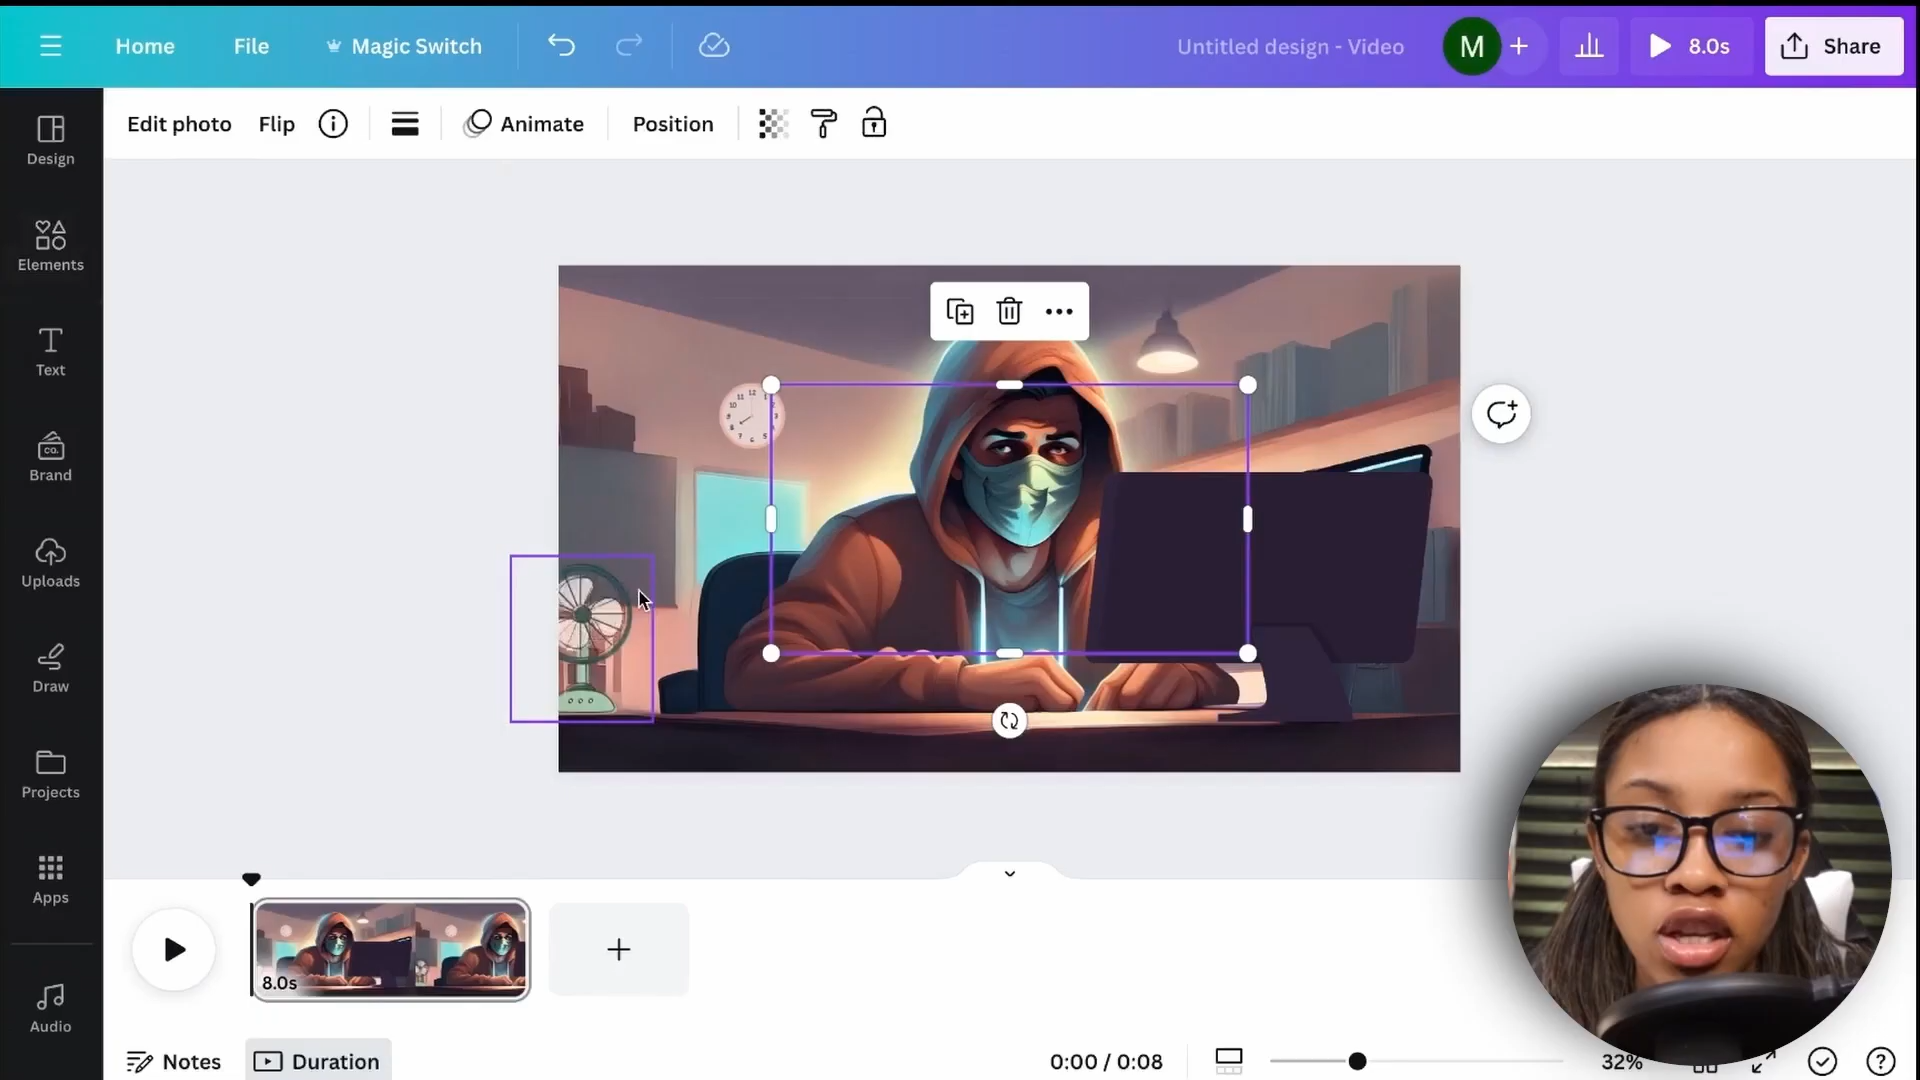 Home
File
Magic Switch
Untitled design - Video
M
8.0s
Share
Edit photo
Flip
Animate
Position
Design
Elements
Text
CO.
Brand
Uploads
Draw
Projects
Apps
Audio
8.0s
Notes
Duration
0:00 / 0:08
32%